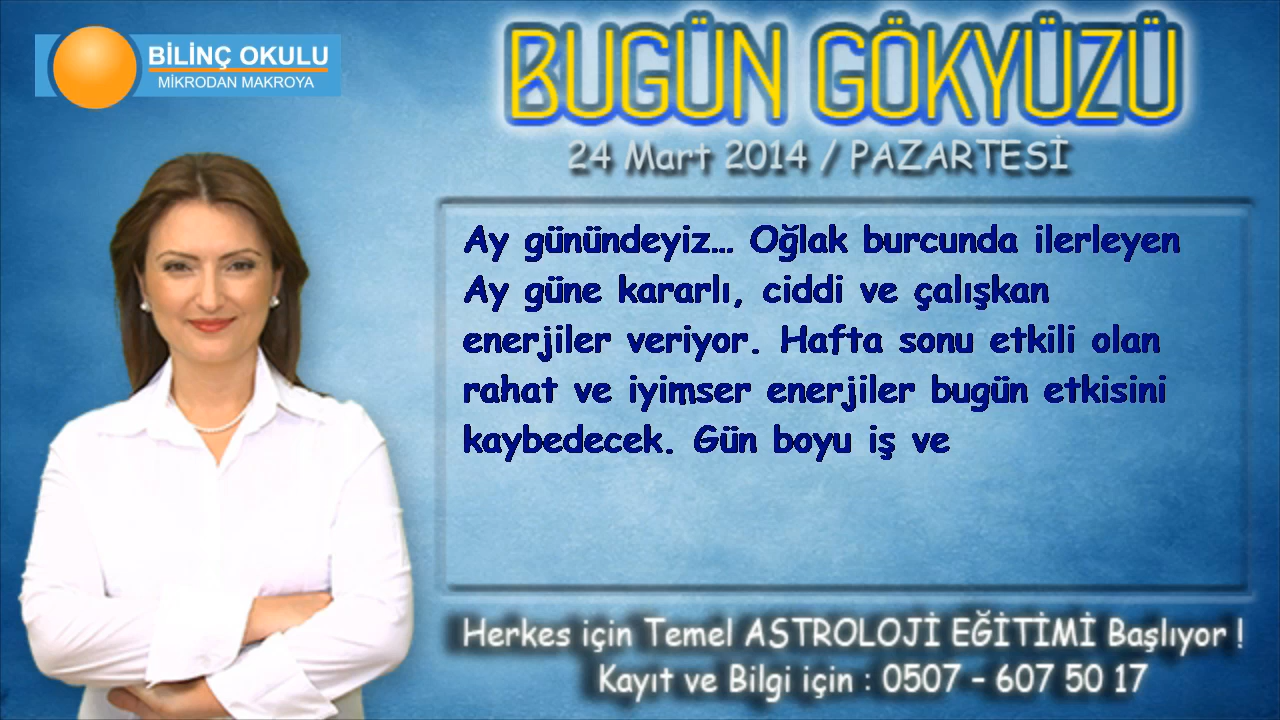 BİLİNÇ OKULU
MİKRODAN MAKROYA
BUGÜN GÖKYÜZÜ
24 Mart 2014 / PAZARTESİ
Ay günündeyiz… Oğlak burcunda ilerleyen
Ay güne kararlı, ciddi ve çalışkan
enerjiler veriyor. Hafta sonu etkili olan
rahat ve iyimser enerjiler bugün etkisini
kaybedecek. Gün boyu iş ve
Herkes için Temel ASTROLOJİ EĞİTİMİ Başlıyor !
Kayıt ve Bilgi için : 0507 – 607 50 17